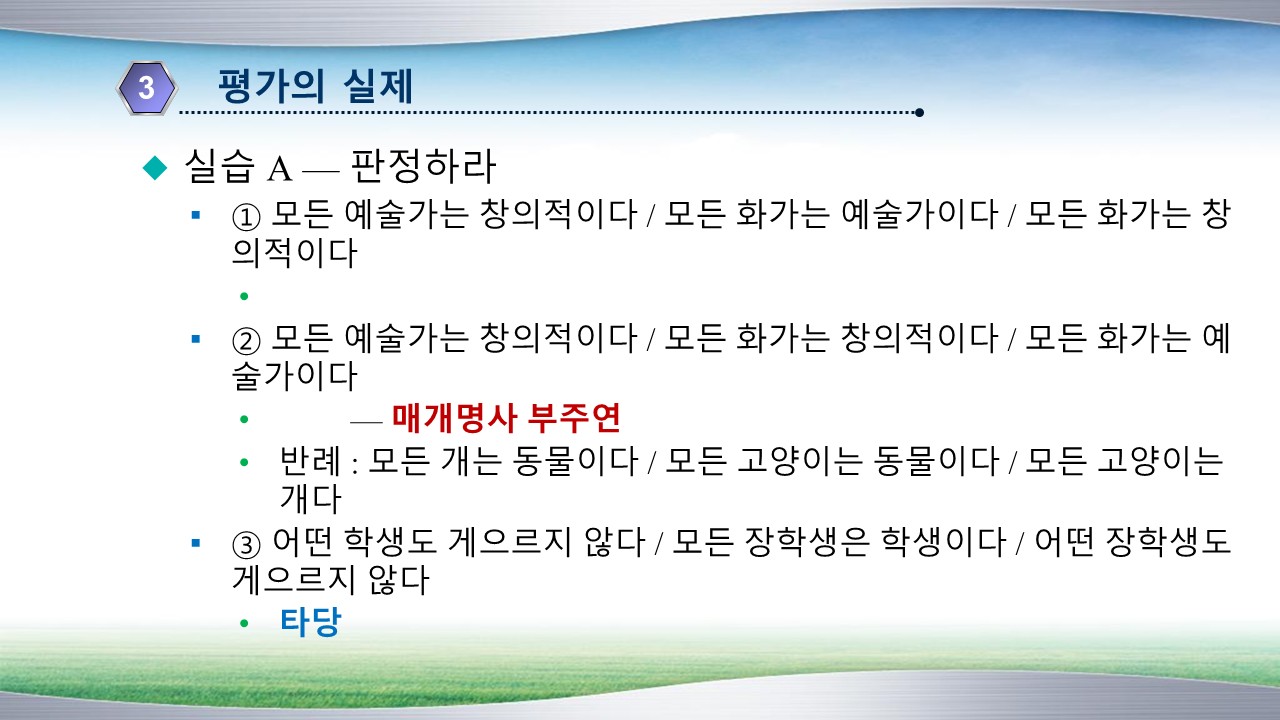 3
평가의 실제
실습 A — 판정하라
① 모든 예술가는 창의적이다 / 모든 화가는 예술가이다 / 모든 화가는 창
의적이다
② 모든 예술가는 창의적이다 / 모든 화가는 창의적이다 / 모든 화가는 예
술가이다
— 매개명사 부주연
반례 : 모든 개는 동물이다 / 모든 고양이는 동물이다 / 모든 고양이는
개다
③ 어떤 학생도 게으르지 않다 / 모든 장학생은 학생이다 / 어떤 장학생도
게으르지 않다
타당